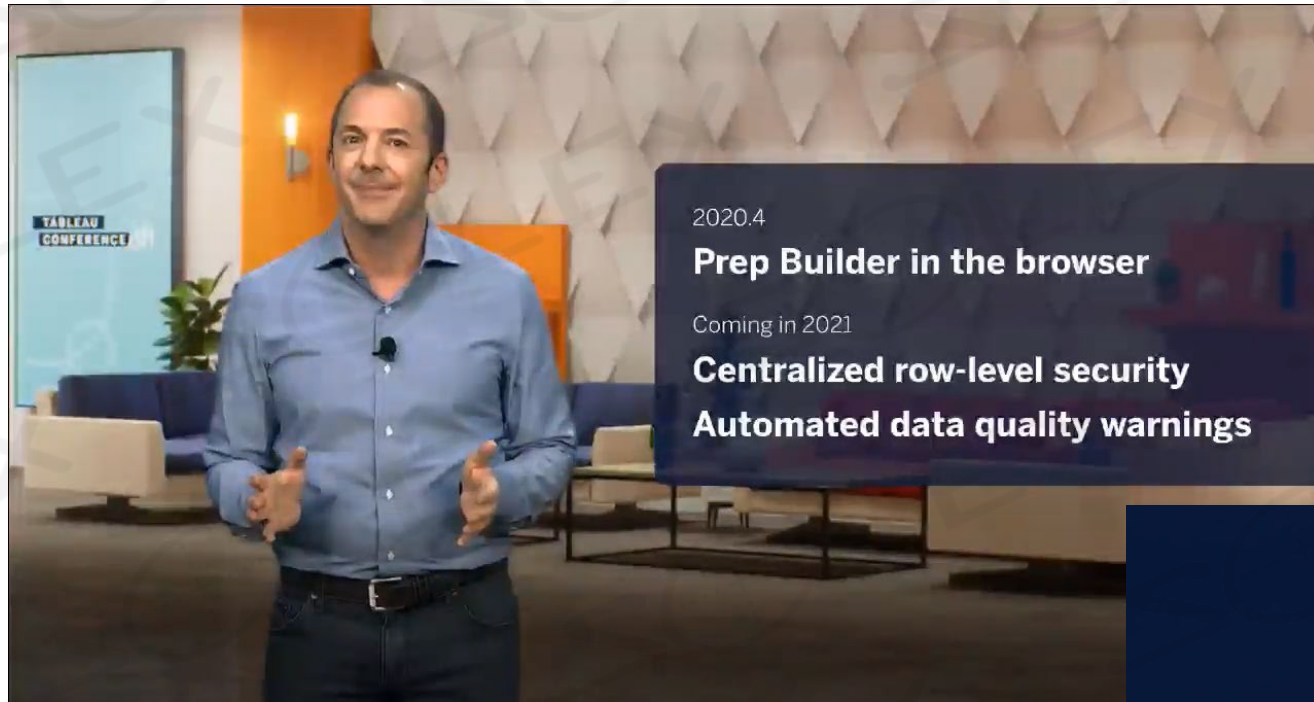 TABLEAU
CONFERENCE
2020.4
Prep Builder in the browser
Coming in 2021
Centralized row-level security
Automated data quality warnings